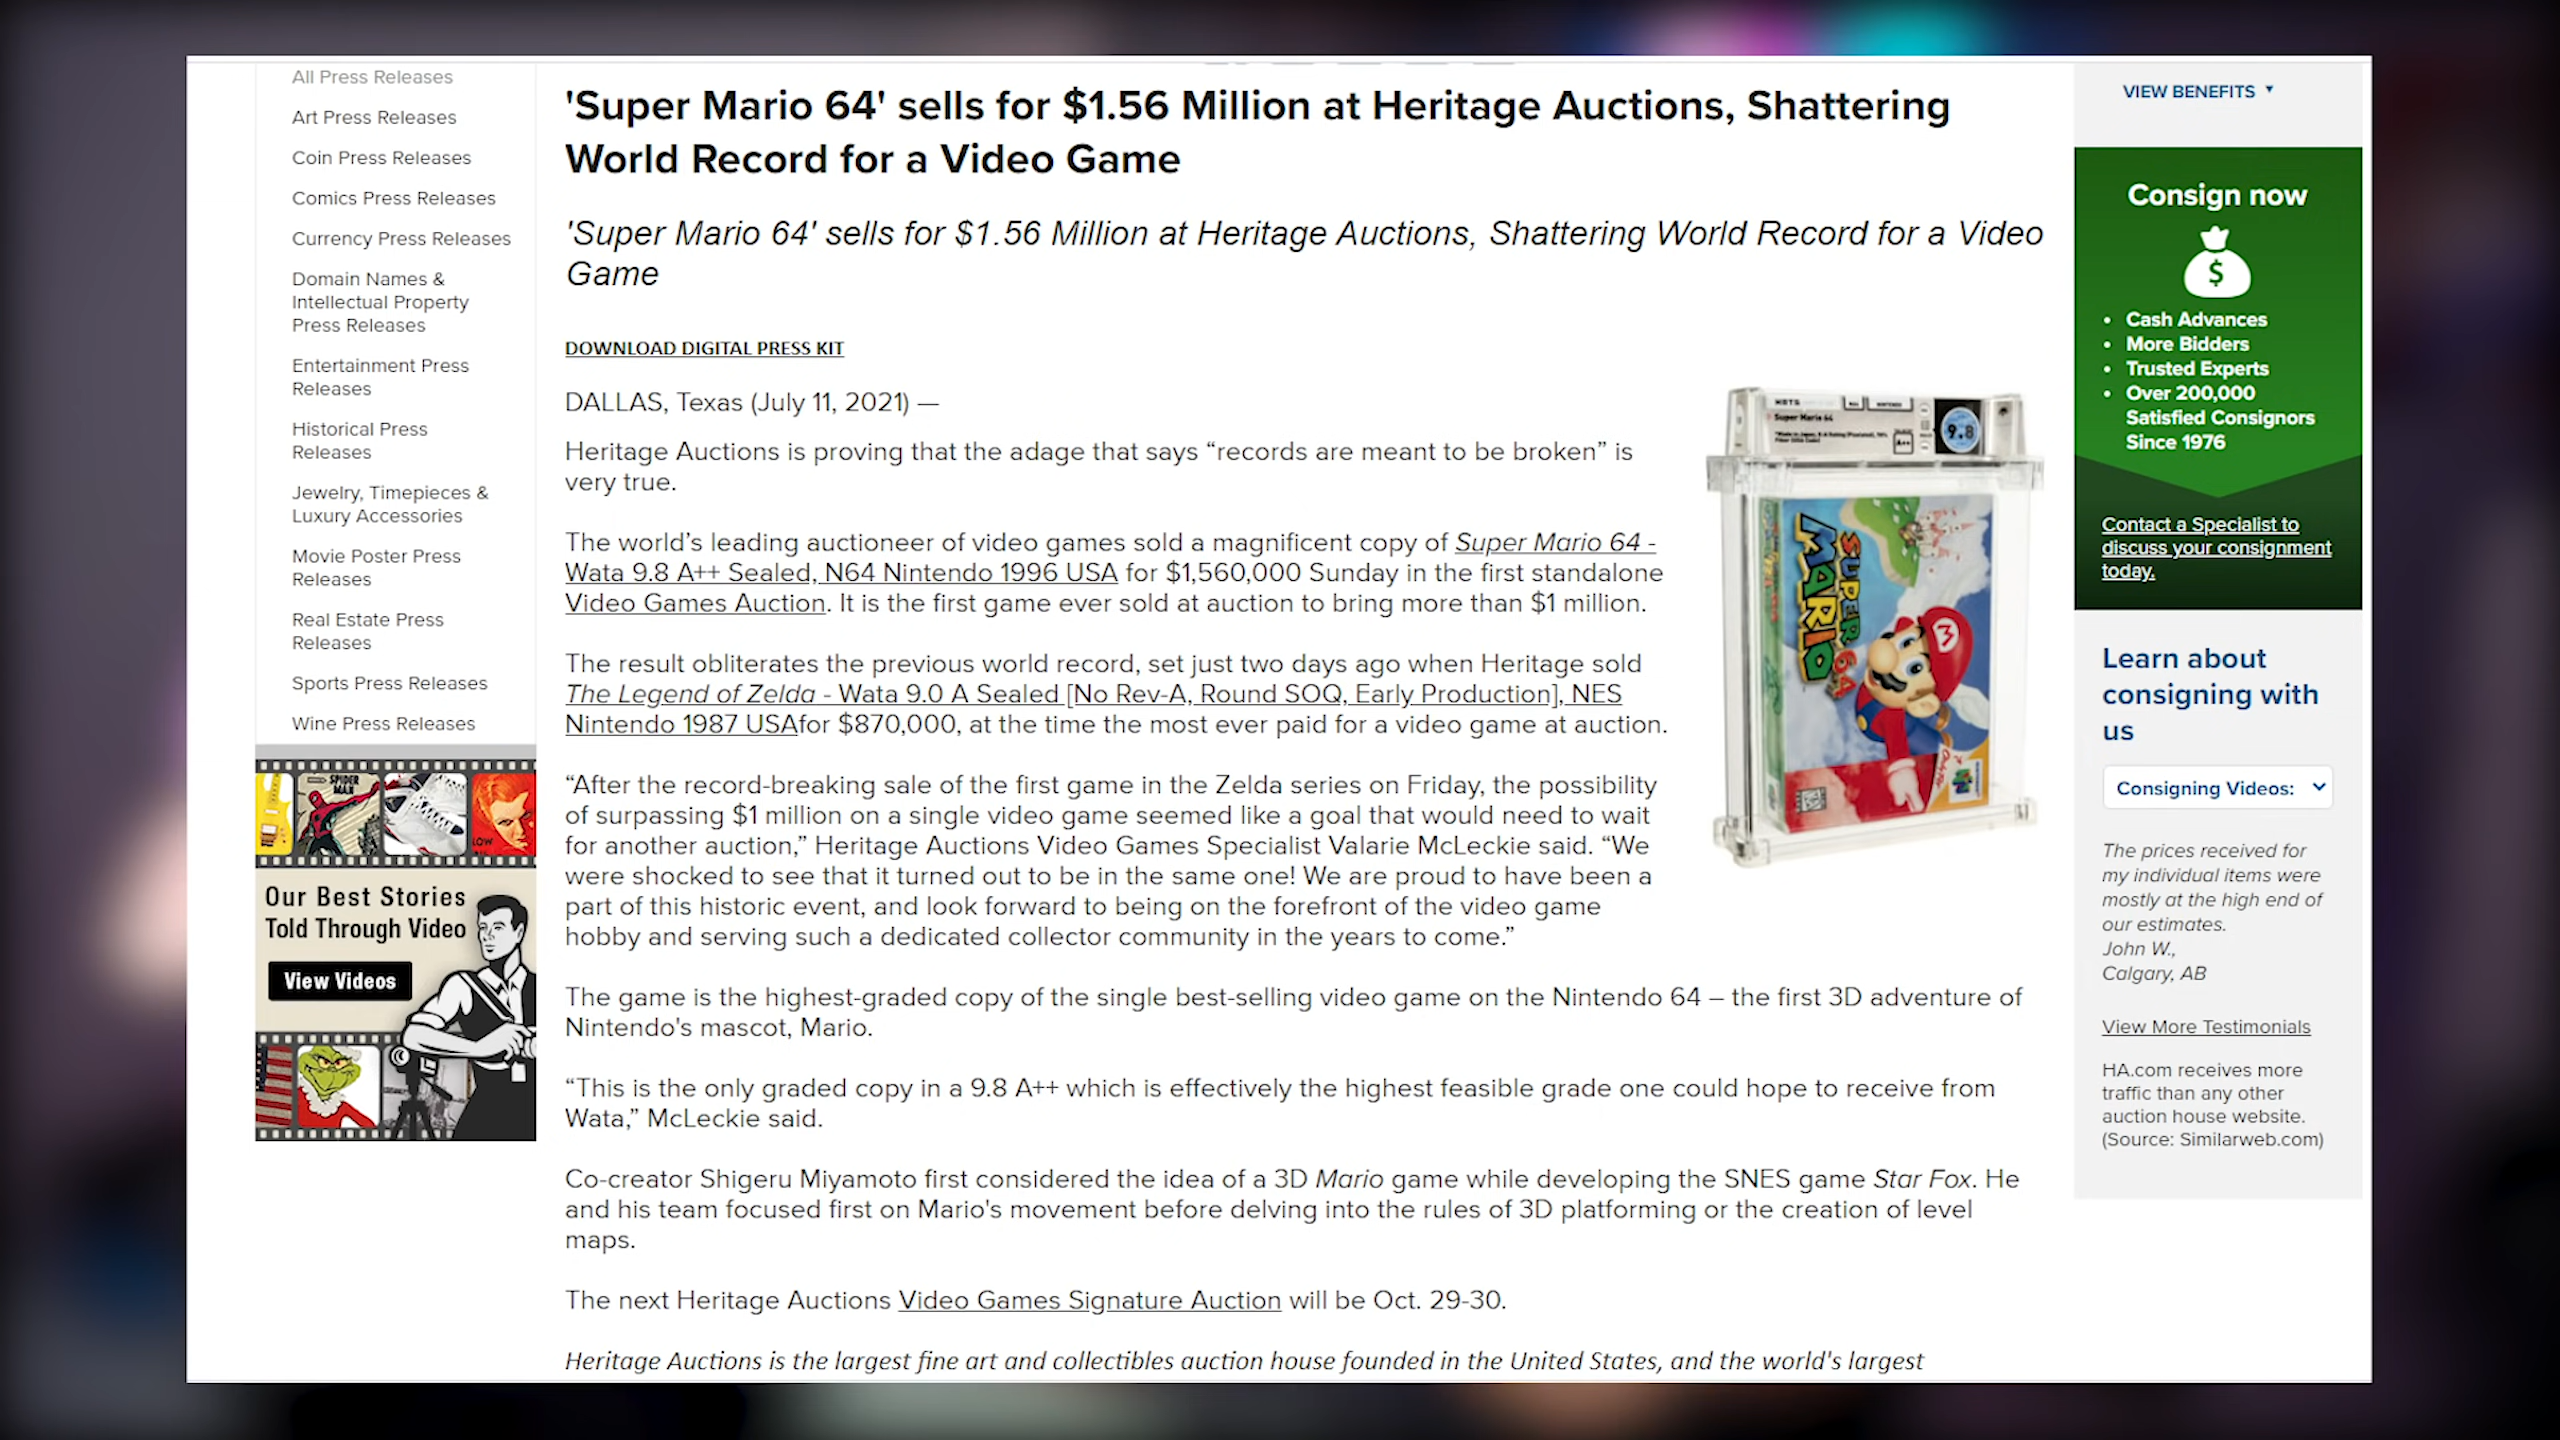 All Press Releases
Art Press Releases
Coin Press Releases
Comics Press Releases
Currency Press Releases
Domain Names &
Intellectual Property
Press Releases
Entertainment Press
Releases
Historical Press
Releases
Jewelry, Timepieces &
Luxury Accessories
Movie Poster Press
Releases
Real Estate Press
Releases
Sports Press Releases
Wine Press Releases
SPIDER
MAN
Our Best Stories
Told Through Video
View Videos
'Super Mario 64' sells for $1.56 Million at Heritage Auctions, Shattering
World Record for a Video Game
'Super Mario 64' sells for $1.56 Million at Heritage Auctions, Shattering World Record for a Video
Game
DOWNLOAD DIGITAL PRESS KIT
DALLAS, Texas (July 11, 2021) —
Heritage Auctions is proving that the adage that says “records are meant to be broken” is
very true.
The world’s leading auctioneer of video games sold a magnificent copy of Super Mario 64 -
Wata 9.8 A++ Sealed, N64 Nintendo 1996 USA for $1,560,000 Sunday in the first standalone
Video Games Auction. It is the first game ever sold at auction to bring more than $1 million.
The result obliterates the previous world record, set just two days ago when Heritage sold
The Legend of Zelda - Wata 9.0 A Sealed [No Rev-A, Round SOQ, Early Production], NES
Nintendo 1987 USAfor $870,000, at the time the most ever paid for a video game at auction.
“After the record-breaking sale of the first game in the Zelda series on Friday, the possibility
of surpassing $1 million on a single video game seemed like a goal that would need to wait
for another auction,” Heritage Auctions Video Games Specialist Valarie McLeckie said. “We
were shocked to see that it turned out to be in the same one! We are proud to have been a
part of this historic event, and look forward to being on the forefront of the video game
hobby and serving such a dedicated collector community in the years to come.”
The game is the highest-graded copy of the single best-selling video game on the Nintendo 64 – the first 3D adventure of
Nintendo's mascot, Mario.
“This is the only graded copy in a 9.8 A++ which is effectively the highest feasible grade one could hope to receive from
Wata,” McLeckie said.
Co-creator Shigeru Miyamoto first considered the idea of a 3D Mario game while developing the SNES game Star Fox. He
and his team focused first on Mario's movement before delving into the rules of 3D platforming or the creation of level
maps.
The next Heritage Auctions Video Games Signature Auction will be Oct. 29-30.
Heritage Auctions is the largest fine art and collectibles auction house founded in the United States, and the world's largest
Super Mario 64
9.8
A++
SUPER
MARIO
64
M
VIEW BENEFITS
Consign now
$
• Cash Advances
• More Bidders
• Trusted Experts
• Over 200,000
Satisfied Consignors
Since 1976
Contact a Specialist to
discuss your consignment
today.
Learn about
consigning with
us
Consigning Videos:
The prices received for
my individual items were
mostly at the high end of
our estimates.
John W.,
Calgary, AB
View More Testimonials
HA.com receives more
traffic than any other
auction house website.
(Source: Similarweb.com)